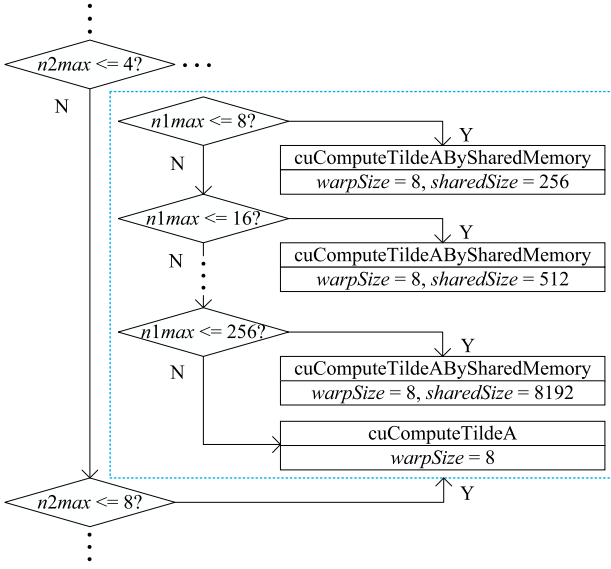 n2max <= 4?
N
n1max <= 8?
Y
N
cuComputeTildeABySharedMemory
warpSize = 8, sharedSize = 256
n1max <= 16?
Y
N
cuComputeTildeABySharedMemory
warpSize = 8, sharedSize = 512
n1max <= 256?
Y
N
cuComputeTildeABySharedMemory
warpSize = 8, sharedSize = 8192
cuComputeTildeA
warpSize = 8
n2max <= 8?
Y